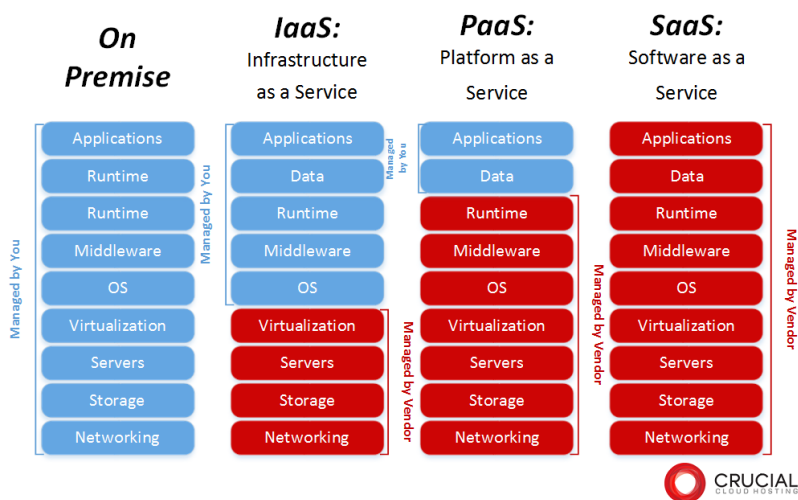 On
Premise
Managed by You
Applications
Runtime
Runtime
Middleware
OS
Virtualization
Servers
Storage
Networking
IaaS:
Infrastructure
as a Service
Managed by You
Applications
Data
Runtime
Middleware
OS
Virtualization
Servers
Storage
Networking
Managed by Vendor
PaaS:
Platform as a
Service
Managed
by You
Applications
Data
Runtime
Middleware
OS
Virtualization
Servers
Storage
Networking
Managed by Vendor
SaaS:
Software as a
Service
Applications
Data
Runtime
Middleware
OS
Virtualization
Servers
Storage
Networking
Managed by Vendor
CRUCIAL
CLOUD HOSTING